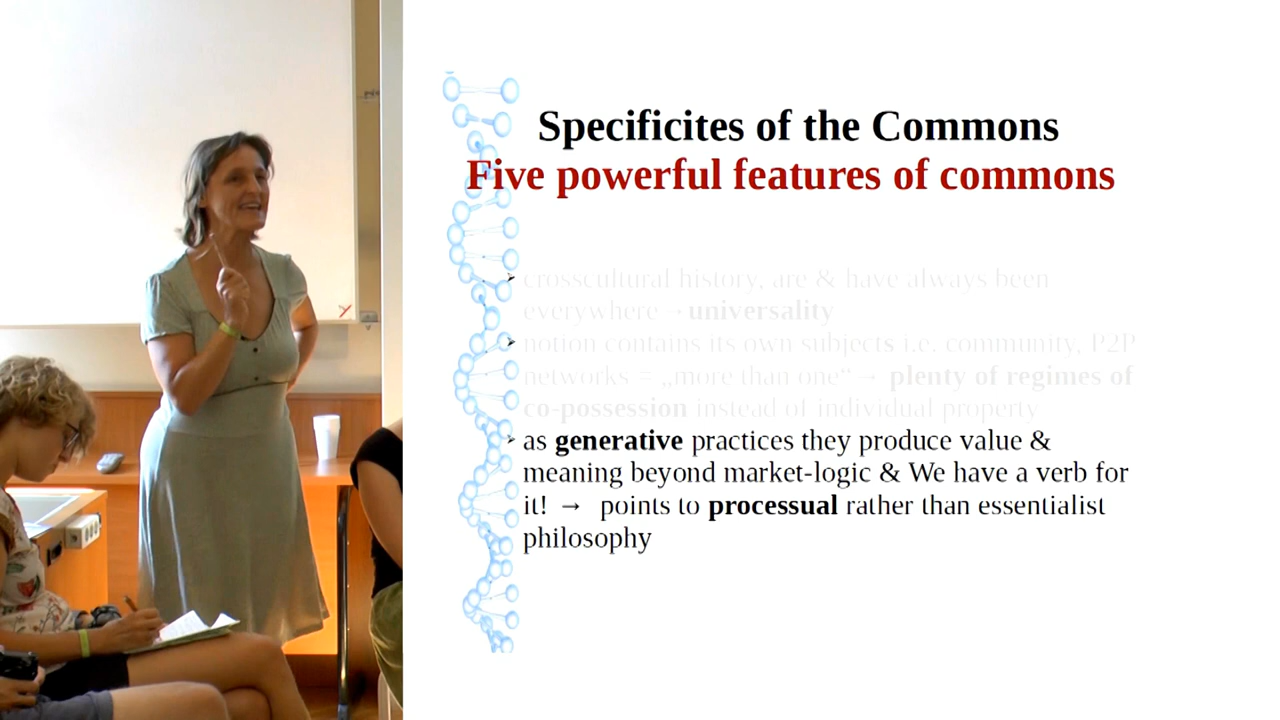 Specificites of the Commons
Five powerful features of commons
crosscultural history, are & have always been
everywhere → universality
notion contains its own subjects i.e. community, P2P
networks = „more than one“ → plenty of regimes of
co-possession instead of individual property
as generative practices they produce value &
meaning beyond market-logic & We have a verb for
it! → points to processual rather than essentialist
philosophy